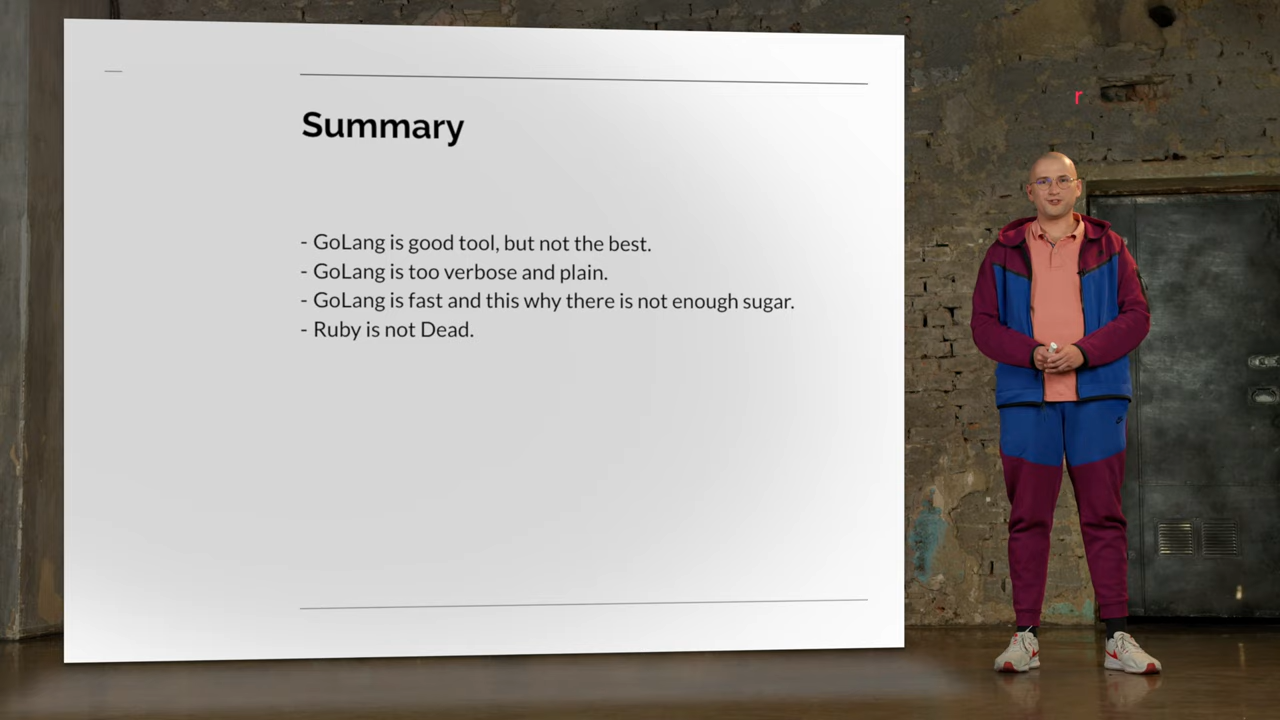 Summary
- GoLang is good tool, but not the best.
- GoLang is too verbose and plain.
- GoLang is fast and this why there is not enough sugar.
- Ruby is not Dead.
r